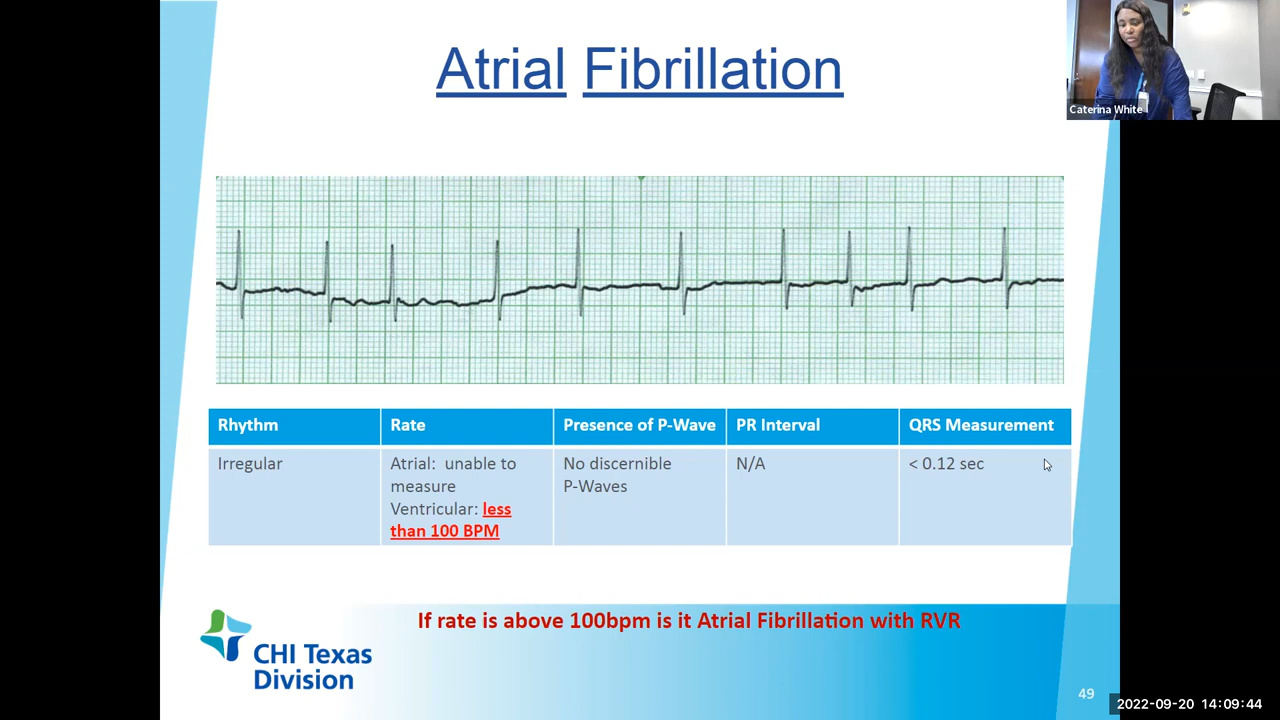 Atrial Fibrillation
Caterina White
Rhythm
Rate
Presence of P-Wave
PR Interval
QRS Measurement
Irregular
Atrial: unable to
measure
Ventricular: less
than 100 BPM
No discernible
P-Waves
N/A
< 0.12 sec
If rate is above 100bpm is it Atrial Fibrillation with RVR
CHI Texas
Division
49
2022-09-20 14:09:44